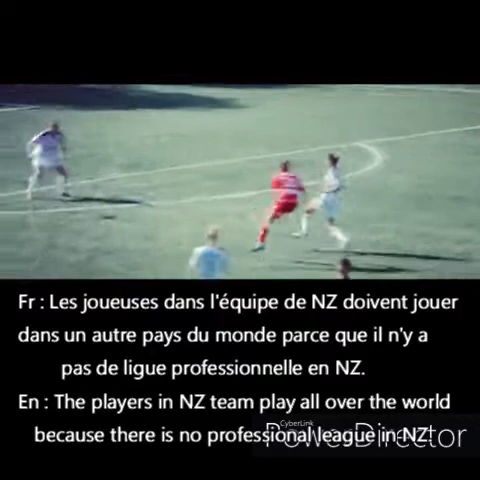 Fr : Les joueuses dans l'équipe de NZ doivent jouer
dans un autre pays du monde parce que il n'y a
pas de ligue professionnelle en NZ.
En : The players in NZ team play all over the world
because there is no professional league in NZ!
CyberLink
PowerDirector